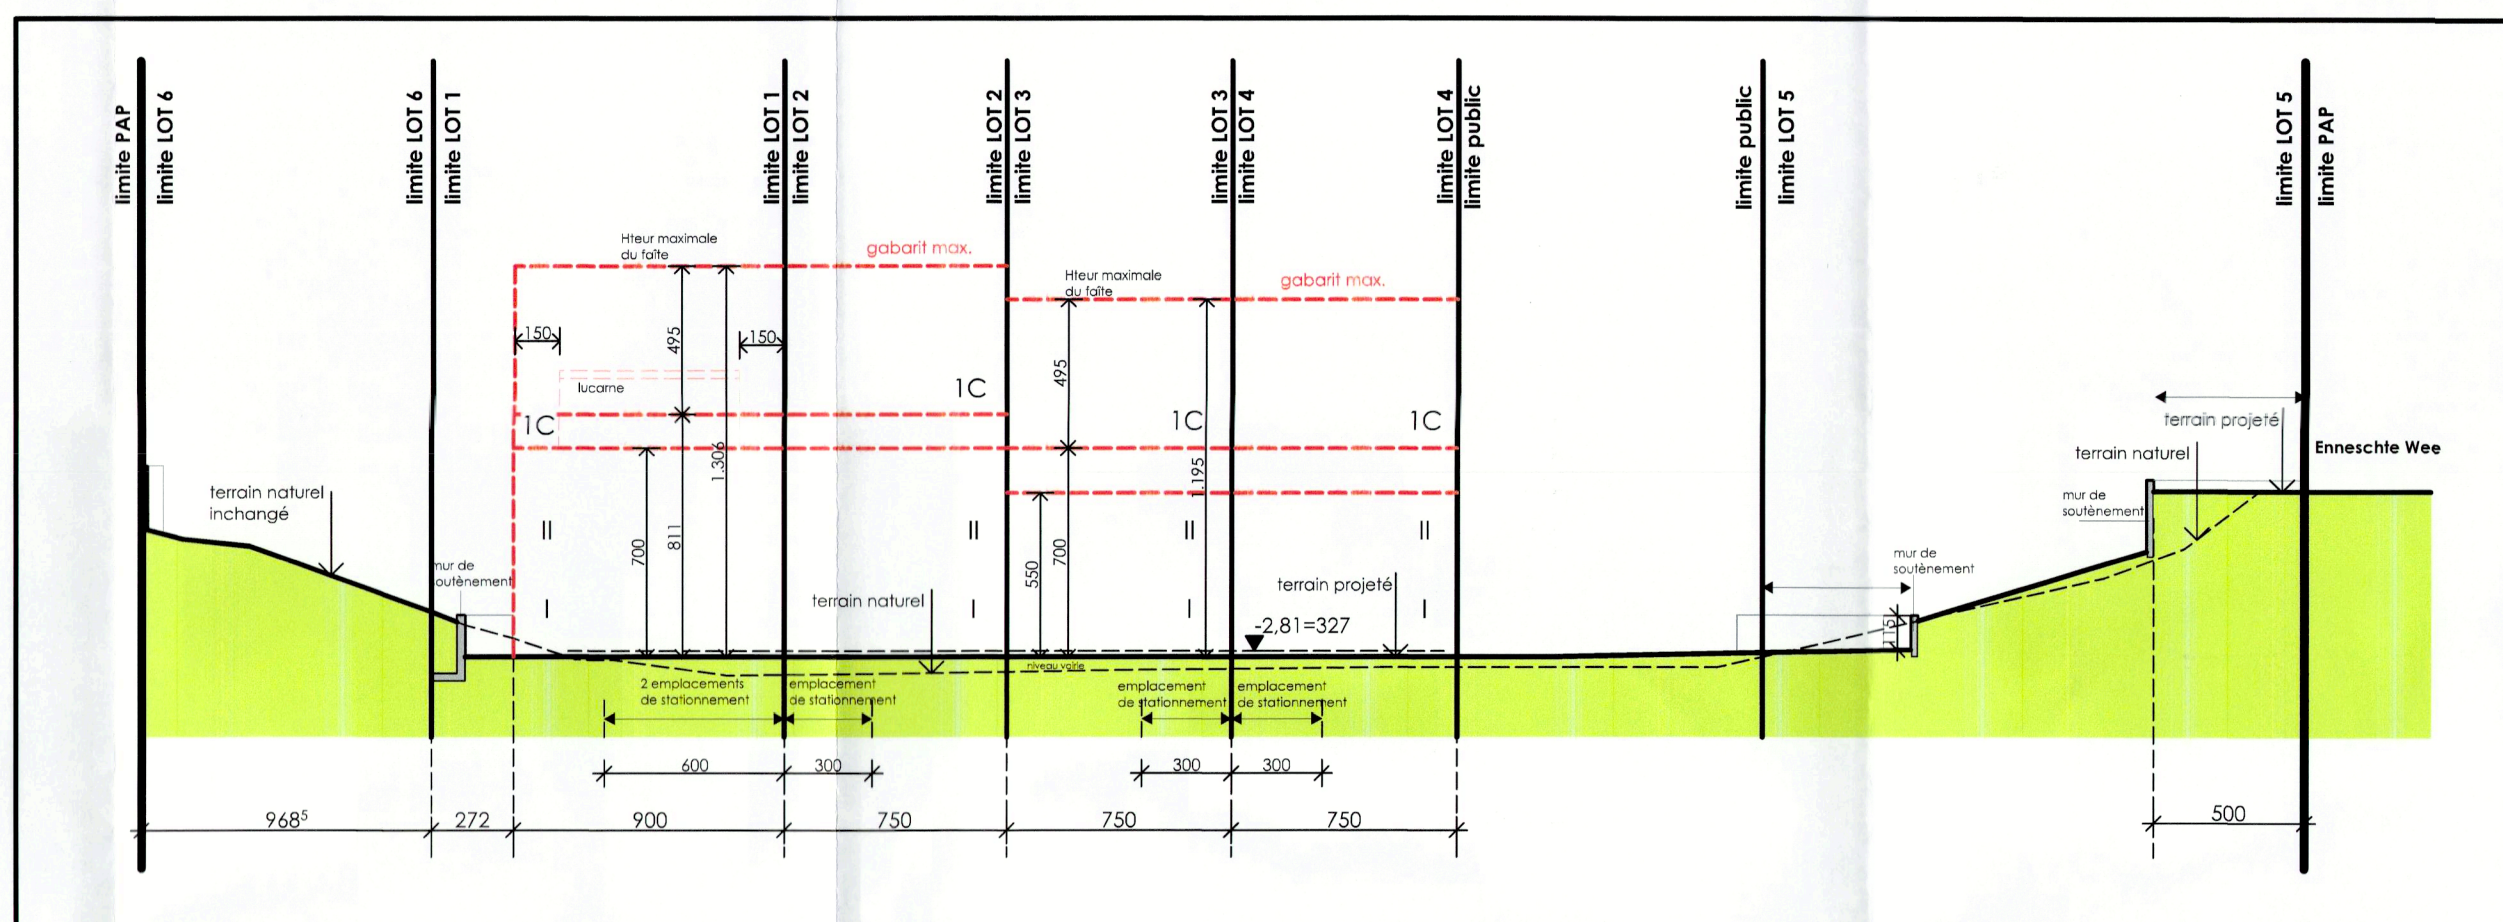 limite PAP
limite LOT 6
limite LOT 6
limite LOT 1
limite LOT 1
limite LOT 2
limite LOT 2
limite LOT 3
limite LOT 3
limite LOT 4
limite LOT 4
limite public
limite public
limite LOT 5
limite LOT 5
limite PAP
Hteur maximale
du faîte
gabarit max.
Hteur maximale
du faîte
gabarit max.
150
495
150
lucarne
1C
1C
495
1C
1C
1.306
1.195
terrain projeté
terrain naturel
Enneschte Wee
terrain naturel
inchangé
mur de
soutènement
II
II
II
II
700
811
550
700
mur de
soutènement
mur de
soutènement
terrain naturel
terrain projeté
I
I
I
I
-2,81=327
115
niveau voirie
2 emplacements
de stationnement
emplacement
de stationnement
emplacement
de stationnement
emplacement
de stationnement
600
300
300
300
968⁵
272
900
750
750
750
500